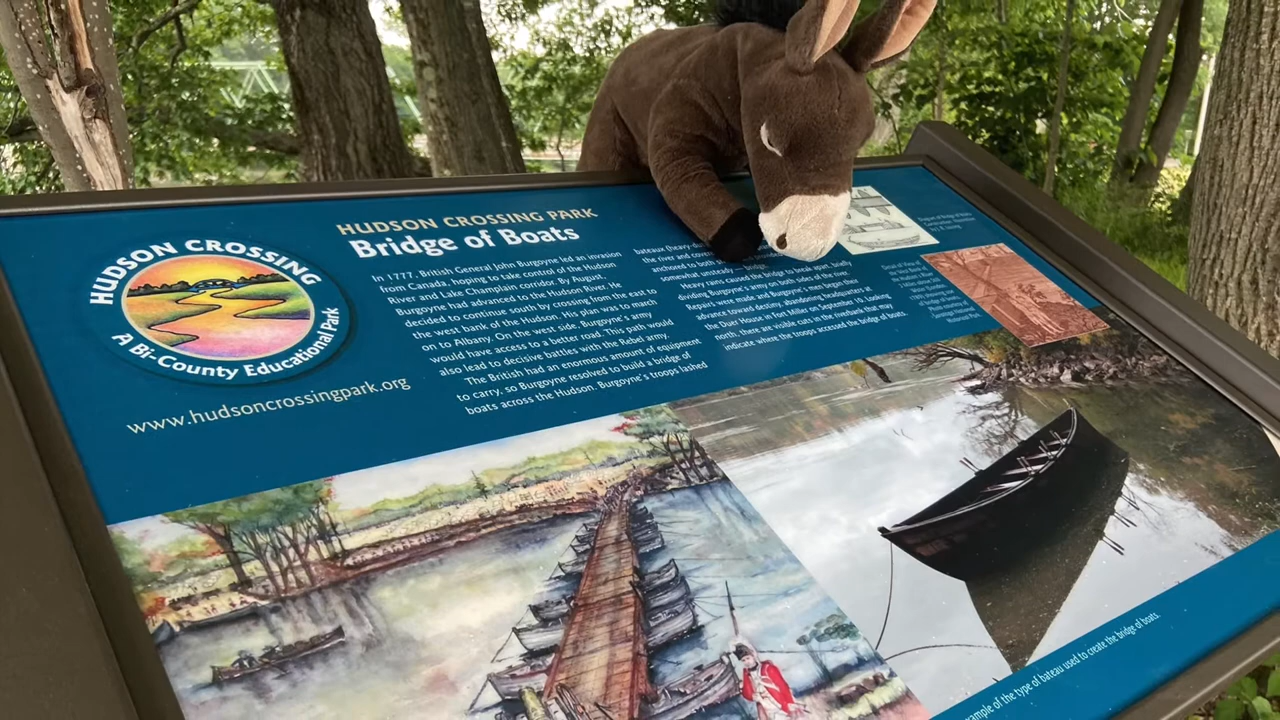 HUDSON CROSSING
A BI-COUNTY EDUCATIONAL PARK
www.hudsoncrossingpark.org
HUDSON CROSSING PARK
Bridge of Boats
In 1777, British General John Burgoyne led an invasion
from Canada, hoping to take control of the Hudson
River and Lake Champlain corridor. By August,
Burgoyne had advanced to the Hudson River. He
decided to continue south by crossing from the east to
the west bank of the Hudson. His plan was to march
on to Albany. On the west side, Burgoyne's army
would have access to a better road. This path would
also lead to decisive battles with the Rebel army.
The British had an enormous amount of equipment
to carry, so Burgoyne resolved to build a bridge of
boats across the Hudson. Burgoyne's troops lashed
bateaux (heavy-du
the river and cove
anchored to both
somewhat unsteady bridge.
Heavy rains caused the bridge to break apart, briefly
dividing Burgoyne's army on both sides of the river.
Repairs were made and Burgoyne's men began their
advance toward destiny, abandoning headquarters at
the Duer House in Fort Miller on September 10. Looking
north, there are visible cuts in the riverbank that may
indicate where the troops accessed the bridge of boats.
ample of the type of bateau used to create the bridge of boats.